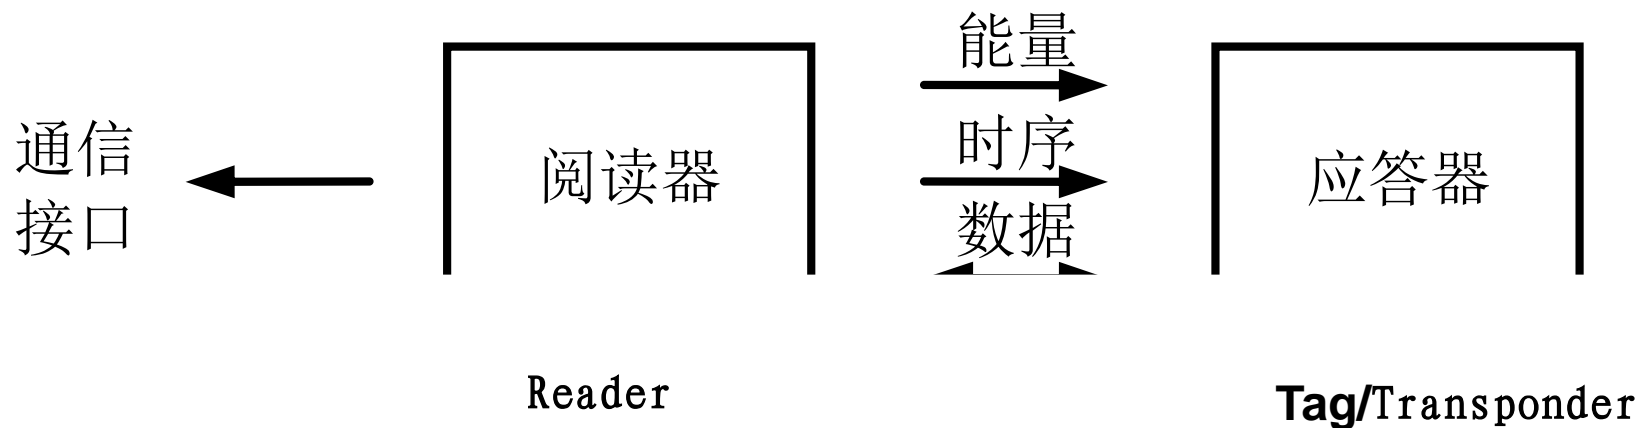 通信
接口
阅读器
能量
时序
数据
应答器
Reader
Tag/Transponder